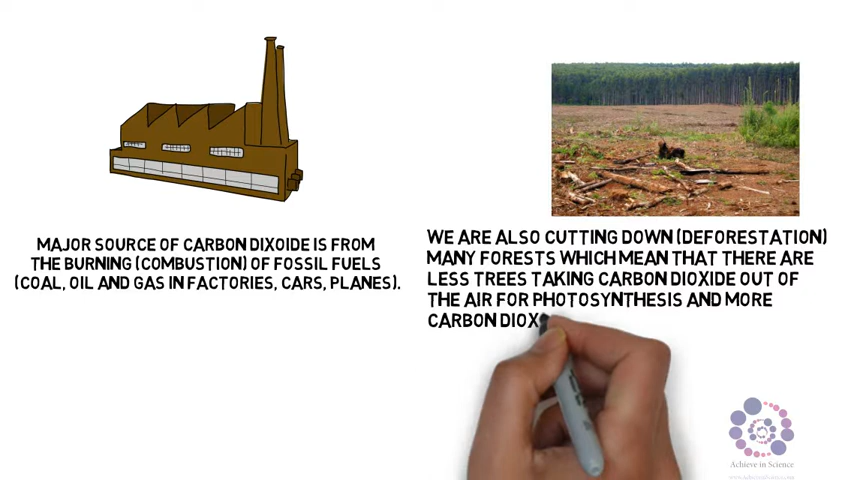 MAJOR SOURCE OF CARBON DIXOIDE IS FROM
THE BURNING (COMBUSTION) OF FOSSIL FUELS
(COAL, OIL AND GAS IN FACTORIES, CARS, PLANES).
WE ARE ALSO CUTTING DOWN (DEFORESTATION)
MANY FORESTS WHICH MEAN THAT THERE ARE
LESS TREES TAKING CARBON DIOXIDE OUT OF
THE AIR FOR PHOTOSYNTHESIS AND MORE
CARBON DIOX
Achieve in Science